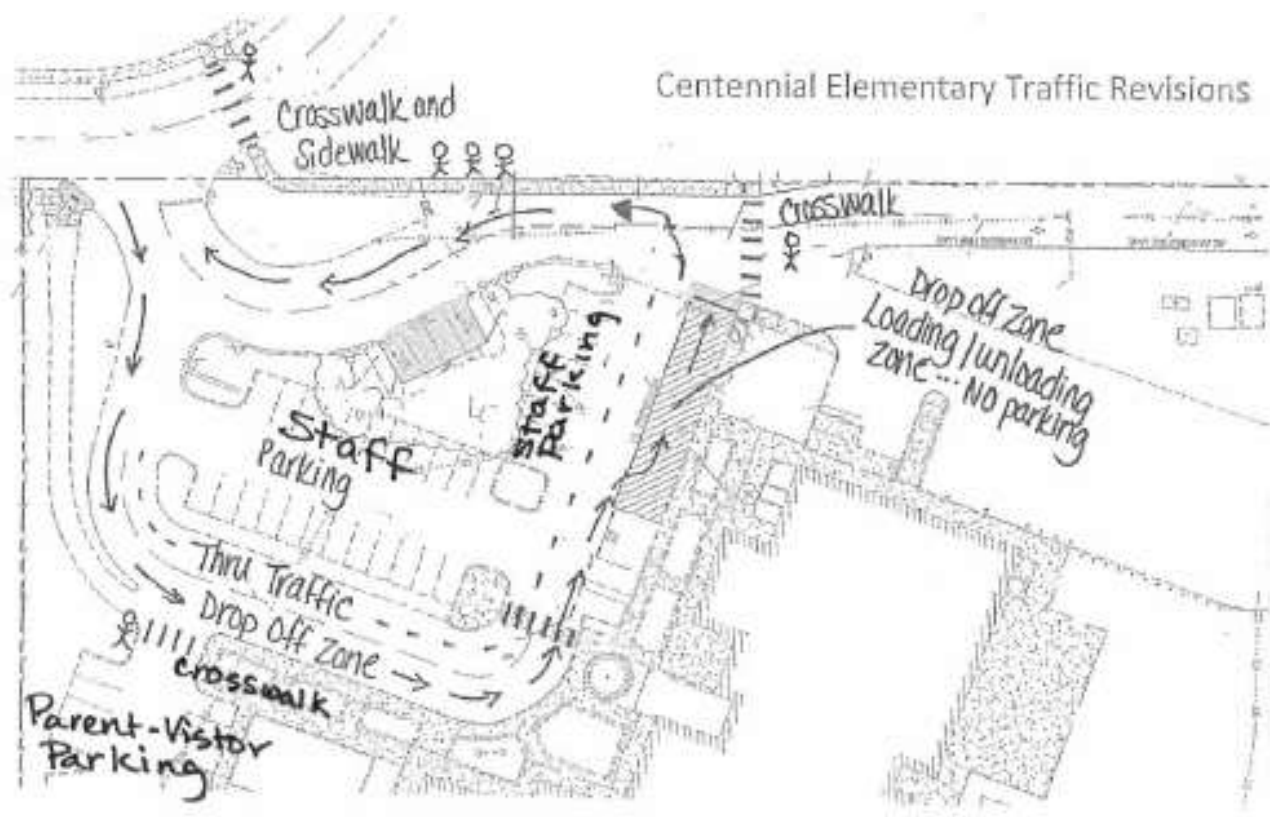 Centennial Elementary Traffic Revisions
Crosswalk and
Sidewalk
Crosswalk
Drop Off Zone
Loading/unloading
zone... NO parking
Staff
Parking
Staff
Parking
Thru Traffic
Drop Off Zone
Crosswalk
Parent-Vistor
Parking